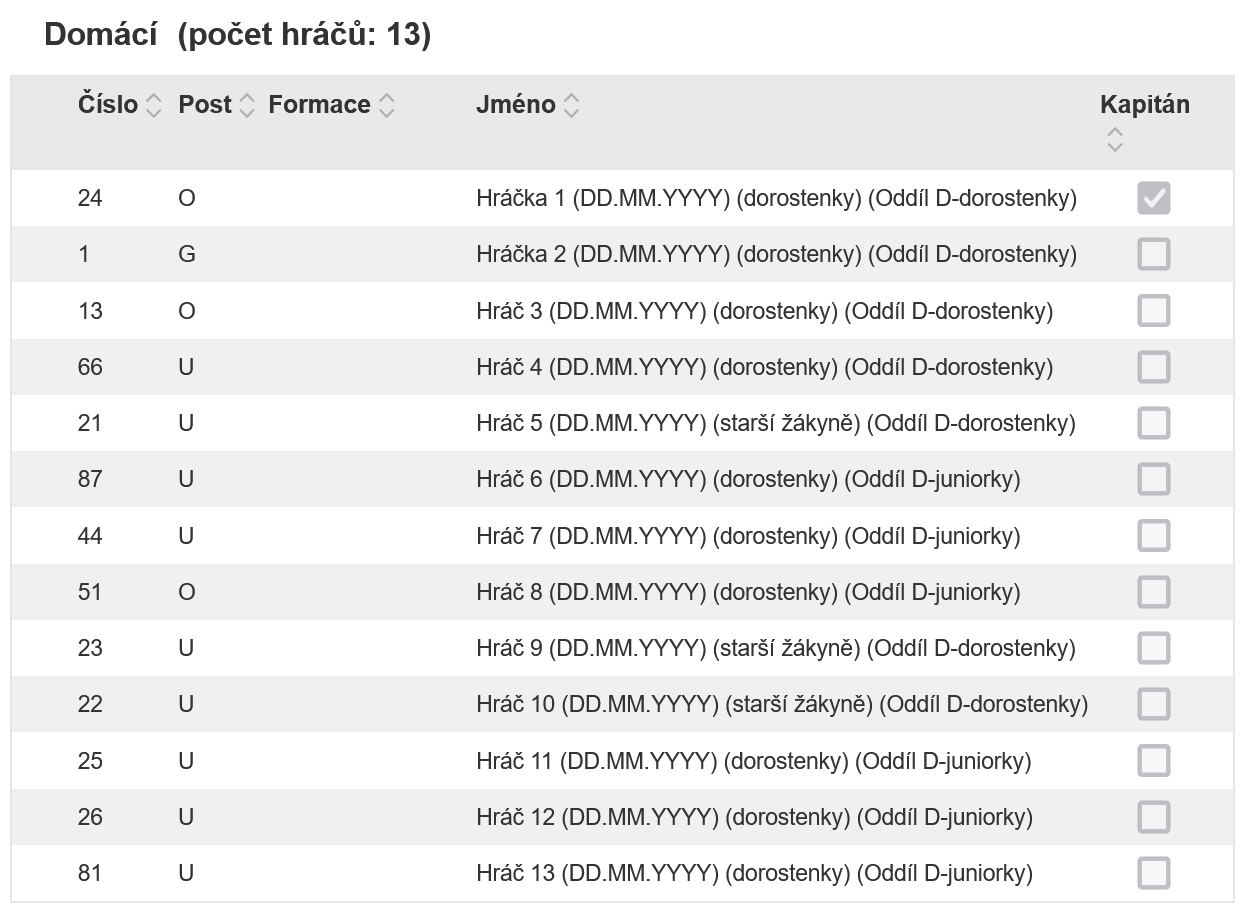 Domácí (počet hráčů: 13)
Číslo Post Formace Jméno Kapitán
24 O Hráčka 1 (DD.MM.YYYY) (dorostenky) (Oddíl D-dorostenky)
1 G Hráčka 2 (DD.MM.YYYY) (dorostenky) (Oddíl D-dorostenky)
13 O Hráč 3 (DD.MM.YYYY) (dorostenky) (Oddíl D-dorostenky)
66 U Hráč 4 (DD.MM.YYYY) (dorostenky) (Oddíl D-dorostenky)
21 U Hráč 5 (DD.MM.YYYY) (starší žákyně) (Oddíl D-dorostenky)
87 U Hráč 6 (DD.MM.YYYY) (dorostenky) (Oddíl D-juniorky)
44 U Hráč 7 (DD.MM.YYYY) (dorostenky) (Oddíl D-juniorky)
51 O Hráč 8 (DD.MM.YYYY) (dorostenky) (Oddíl D-juniorky)
23 U Hráč 9 (DD.MM.YYYY) (starší žákyně) (Oddíl D-dorostenky)
22 U Hráč 10 (DD.MM.YYYY) (starší žákyně) (Oddíl D-dorostenky)
25 U Hráč 11 (DD.MM.YYYY) (dorostenky) (Oddíl D-juniorky)
26 U Hráč 12 (DD.MM.YYYY) (dorostenky) (Oddíl D-juniorky)
81 U Hráč 13 (DD.MM.YYYY) (dorostenky) (Oddíl D-juniorky)